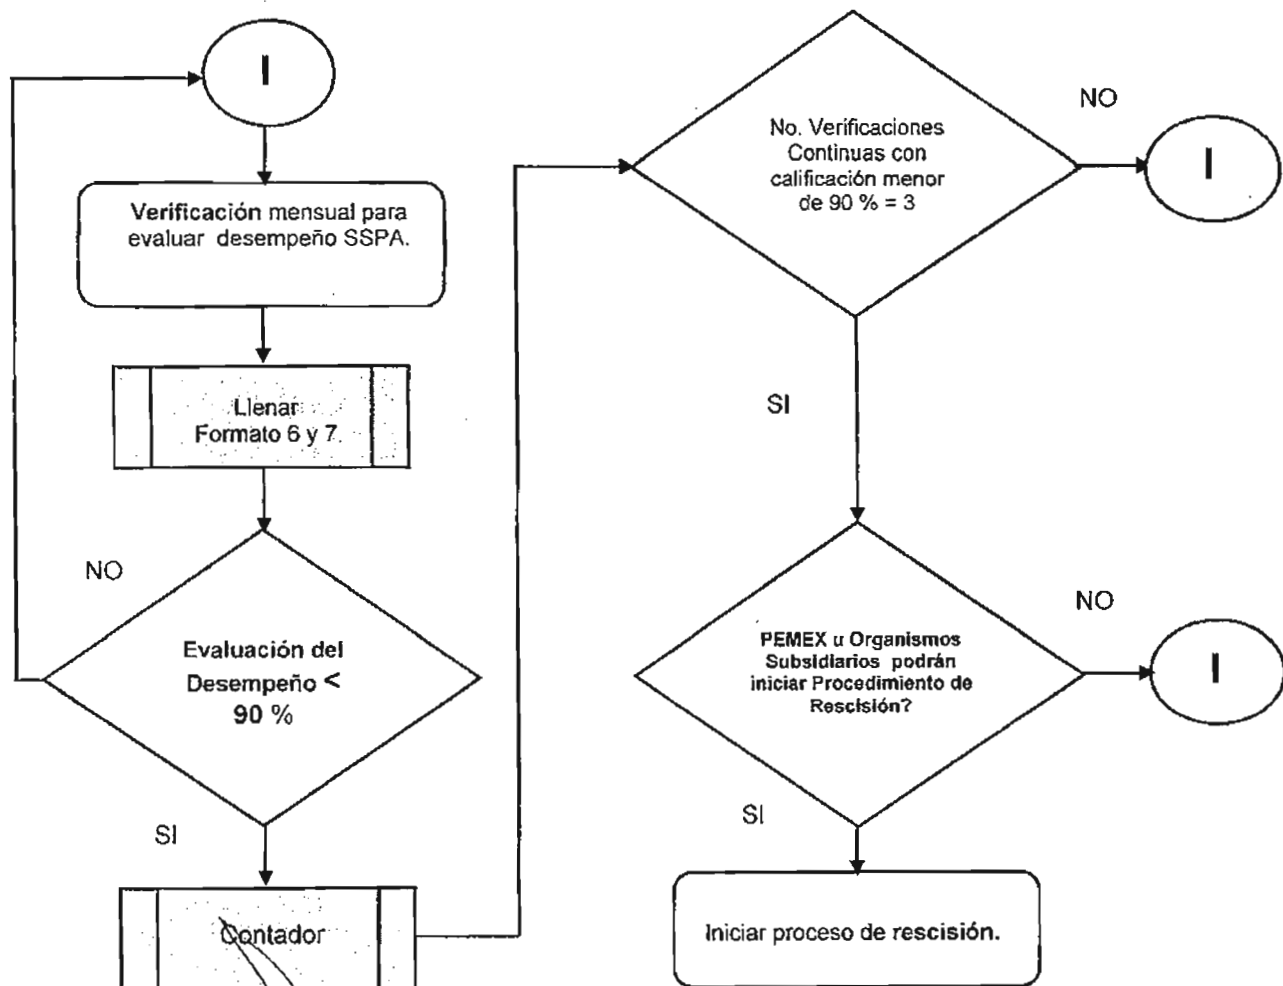 I
Verificación mensual para
evaluar desempeño SSPA.
Llenar
Formato 6 y 7
NO
Evaluación del
Desempeño <
90 %
SI
Contador
No. Verificaciones
Continuas con
calificación menor
de 90 % = 3
NO
I
SI
PEMEX u Organismos
Subsidiarios podrán
iniciar Procedimiento de
Rescisión?
NO
I
SI
Iniciar proceso de rescisión.